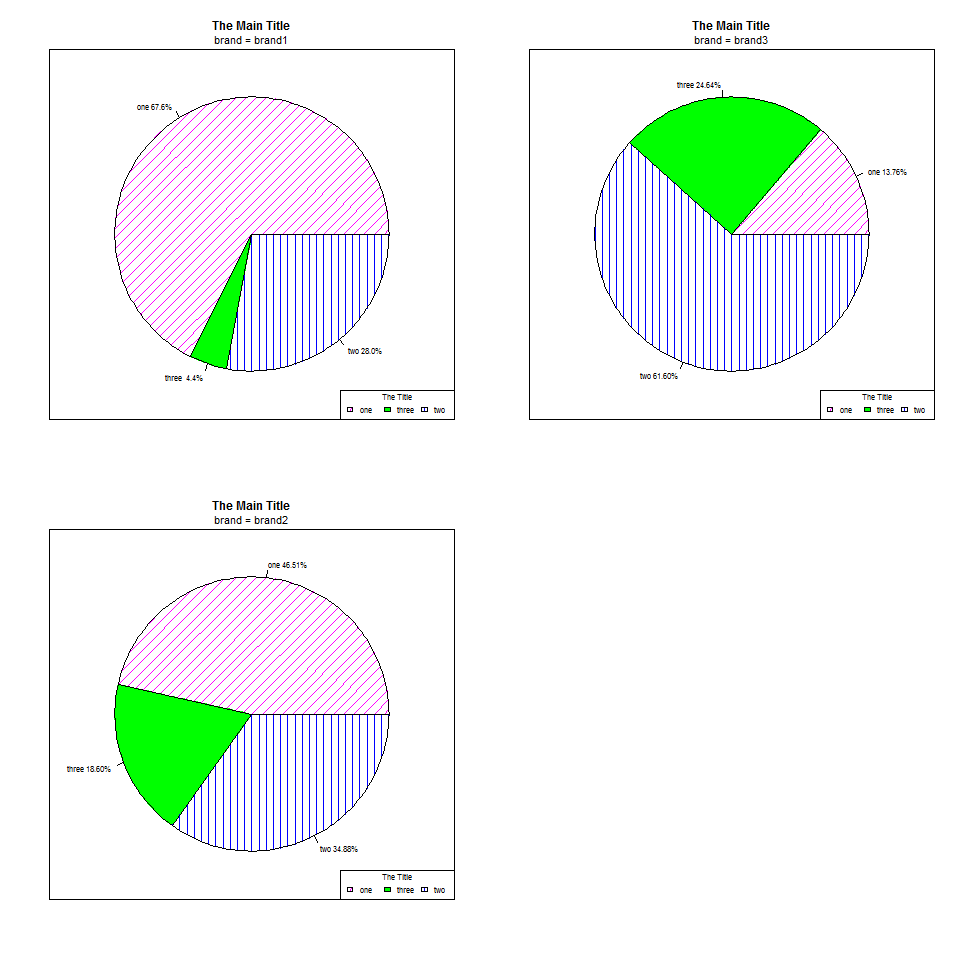 The Main Title
brand = brand1
one 67.6%
two 28.0%
three 4.4%
The Title
one three two
The Main Title
brand = brand3
three 24.64%
one 13.76%
two 61.60%
The Title
one three two
The Main Title
brand = brand2
one 46.51%
three 18.60%
two 34.88%
The Title
one three two